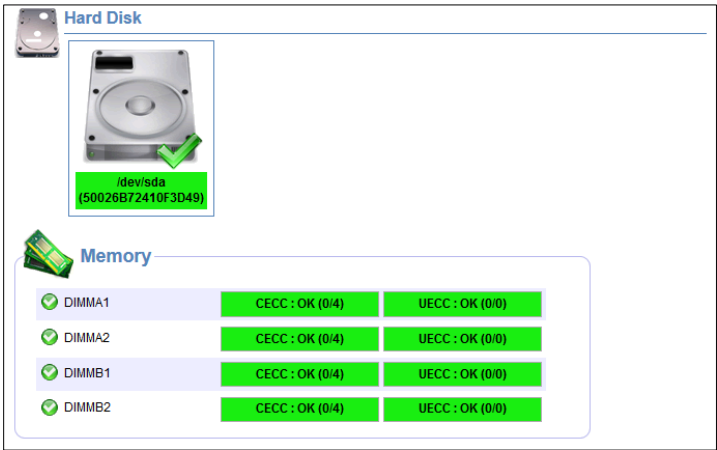 Hard Disk
/dev/sda
(50026B72410F3D49)
Memory
DIMMA1 CECC : OK (0/4) UECC : OK (0/0)
DIMMA2 CECC : OK (0/4) UECC : OK (0/0)
DIMMB1 CECC : OK (0/4) UECC : OK (0/0)
DIMMB2 CECC : OK (0/4) UECC : OK (0/0)